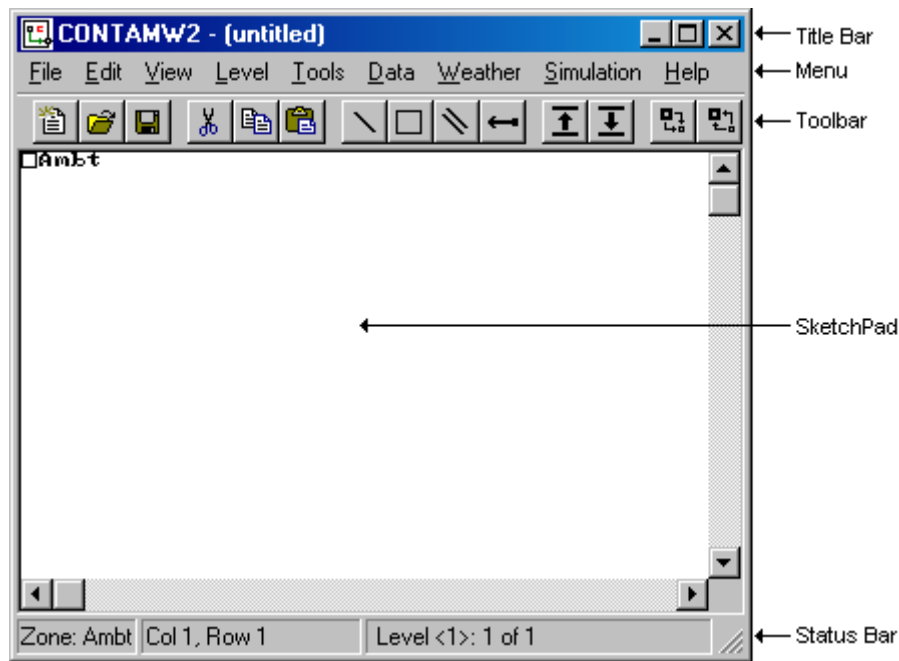 CONTAMW2 - (untitled)
Title Bar
File Edit View Level Tools Data Weather Simulation Help
Menu
Toolbar
Ambt
SketchPad
Zone: Ambt Col 1, Row 1 Level <1>: 1 of 1
Status Bar